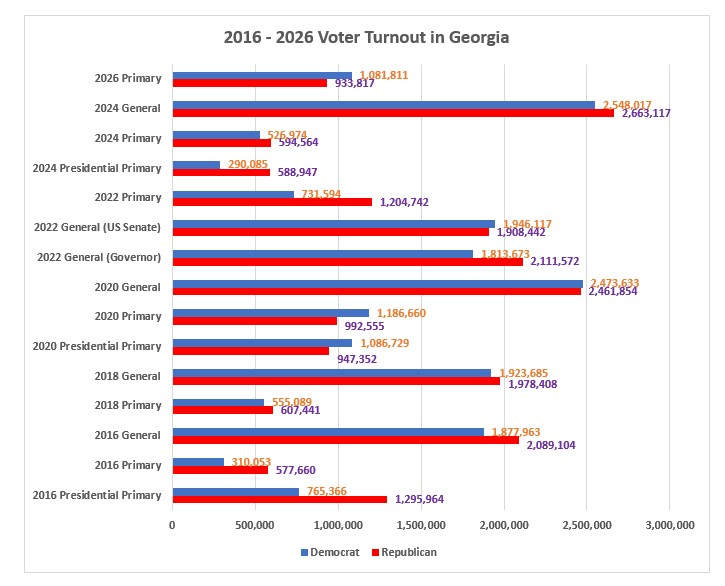 2016 - 2026 Voter Turnout in Georgia
2026 Primary
1,081,811
933,817
2024 General
2,548,017
2,663,117
2024 Primary
526,974
594,564
2024 Presidential Primary
290,085
588,947
2022 Primary
731,594
1,204,742
2022 General (US Senate)
1,946,117
1,908,442
2022 General (Governor)
1,813,673
2,111,572
2020 General
2,473,633
2,461,854
2020 Primary
1,186,660
992,555
2020 Presidential Primary
1,086,729
947,352
2018 General
1,923,685
1,978,408
2018 Primary
555,089
607,441
2016 General
1,877,963
2,089,104
2016 Primary
310,053
577,660
2016 Presidential Primary
765,366
1,295,964
0 500,000 1,000,000 1,500,000 2,000,000 2,500,000 3,000,000
Democrat Republican